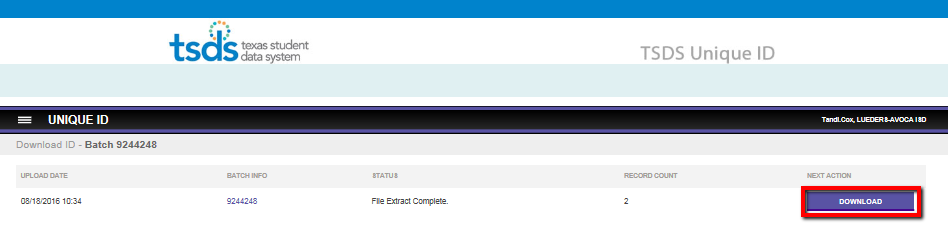 tsds texas student
data system
TSDS Unique ID
UNIQUE ID
Tandi.Cox, LUEDERS-AVOCA ISD
Download ID - Batch 9244248
UPLOAD DATE BATCH INFO STATUS RECORD COUNT NEXT ACTION
08/18/2016 10:34 9244248 File Extract Complete. 2 DOWNLOAD